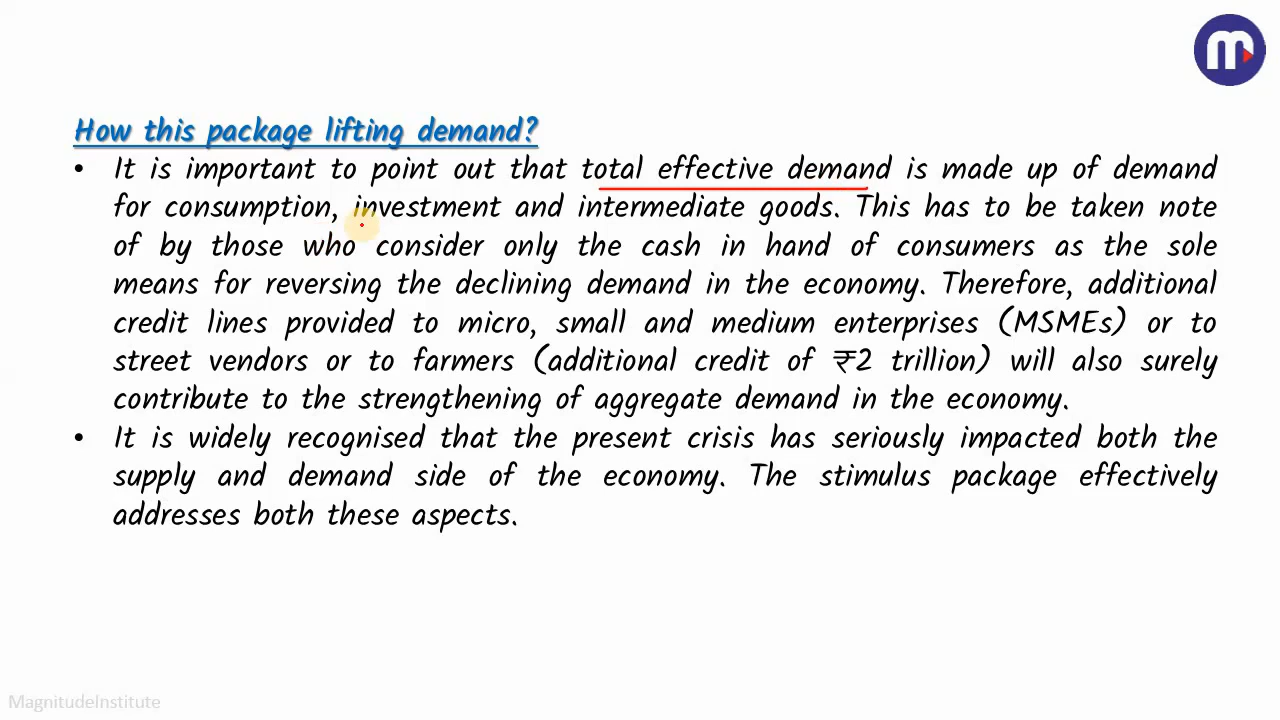 How this package lifting demand?
• It is important to point out that total effective demand is made up of demand
for consumption, investment and intermediate goods. This has to be taken note
of by those who consider only the cash in hand of consumers as the sole
means for reversing the declining demand in the economy. Therefore, additional
credit lines provided to micro, small and medium enterprises (MSMEs) or to
street vendors or to farmers (additional credit of ₹2 trillion) will also surely
contribute to the strengthening of aggregate demand in the economy.
• It is widely recognised that the present crisis has seriously impacted both the
supply and demand side of the economy. The stimulus package effectively
addresses both these aspects.
MagnitudeInstitute